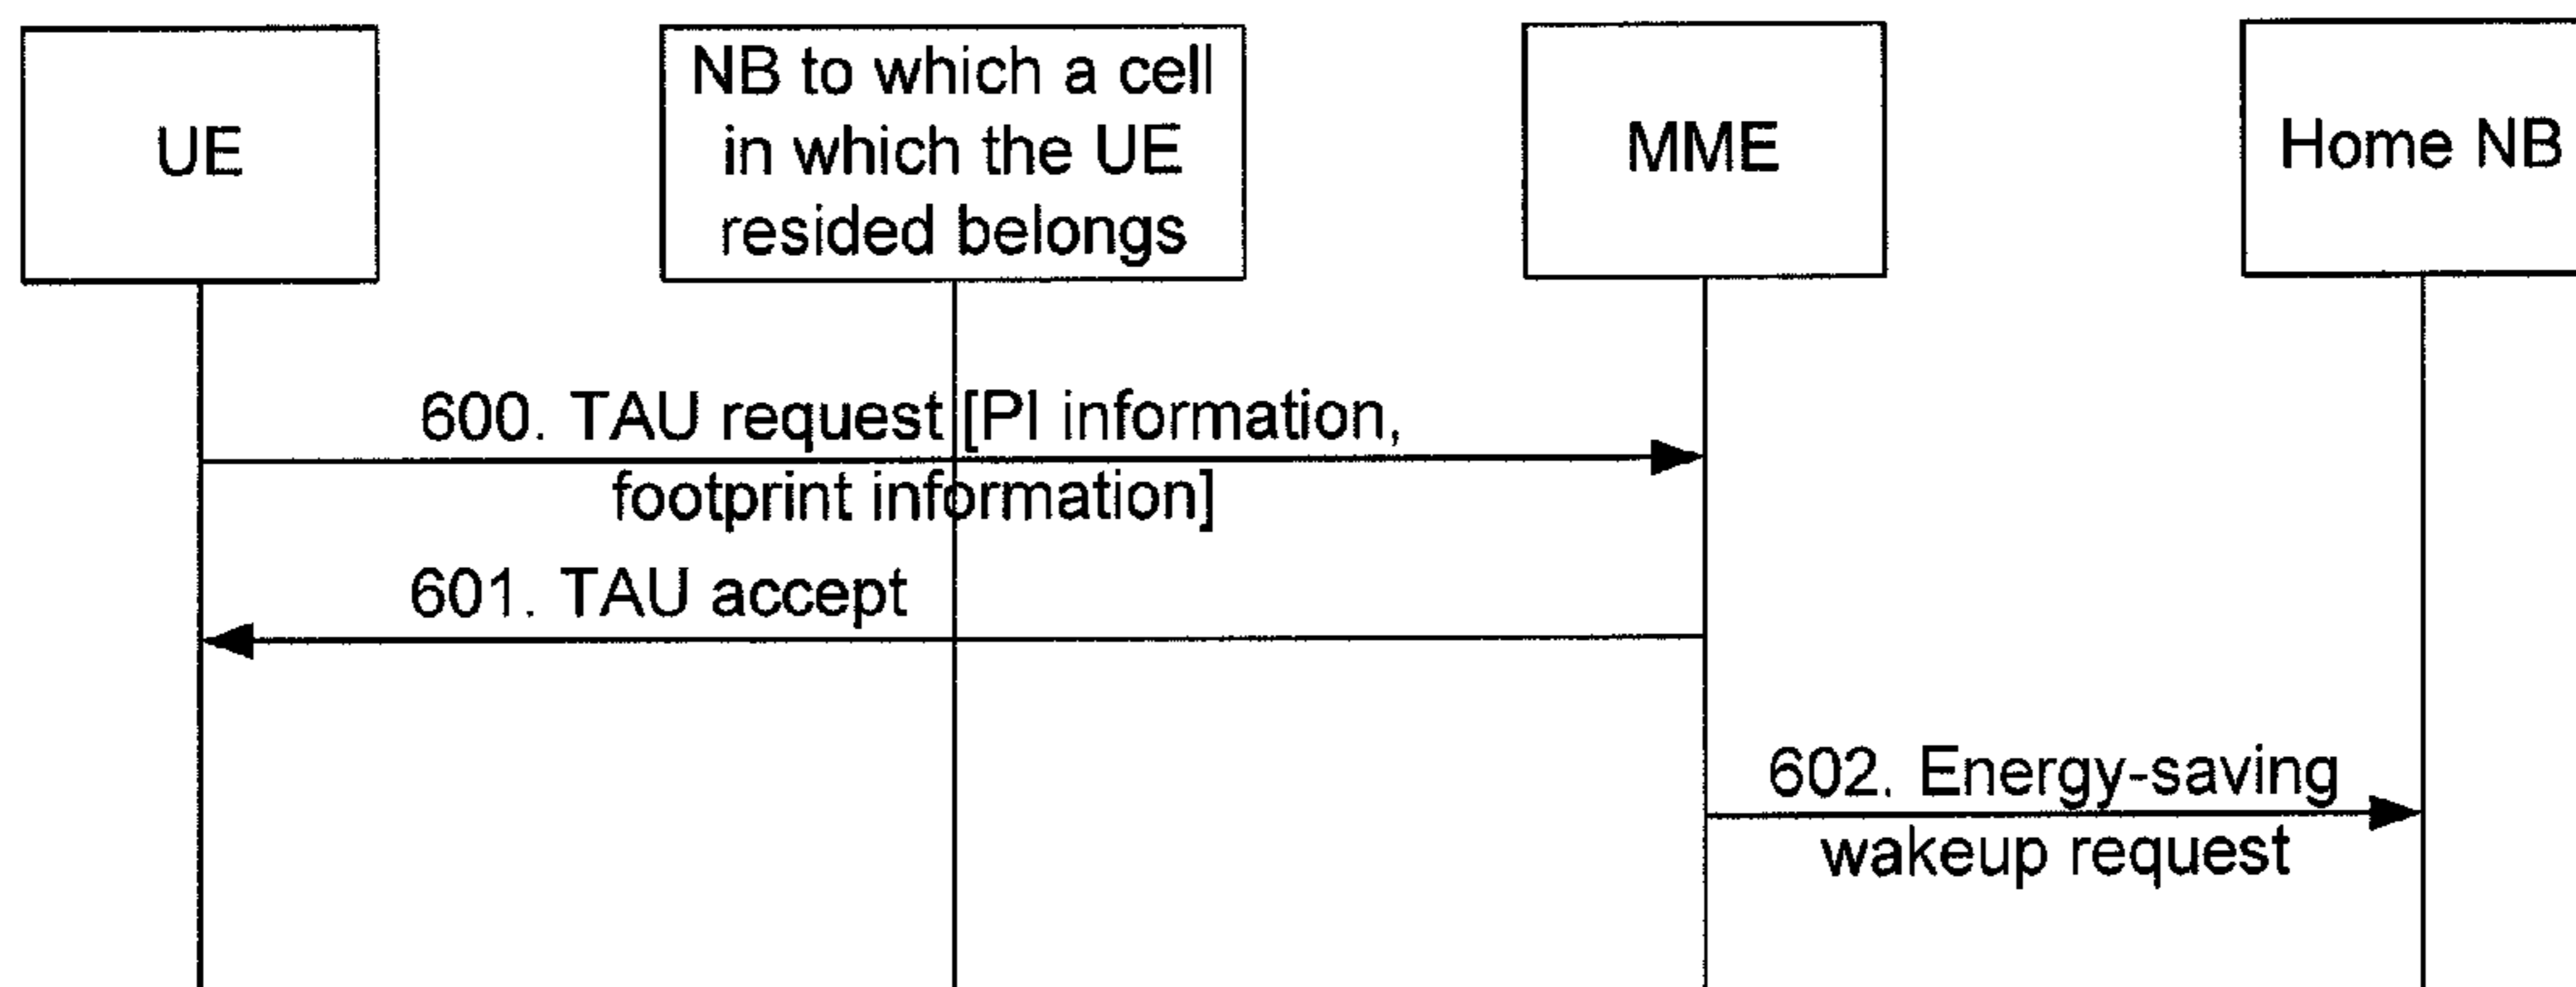 UE
NB to which a cell
in which the UE
resided belongs
MME
Home NB
600. TAU request [PI information,
footprint information]
601. TAU accept
602. Energy-saving
wakeup request